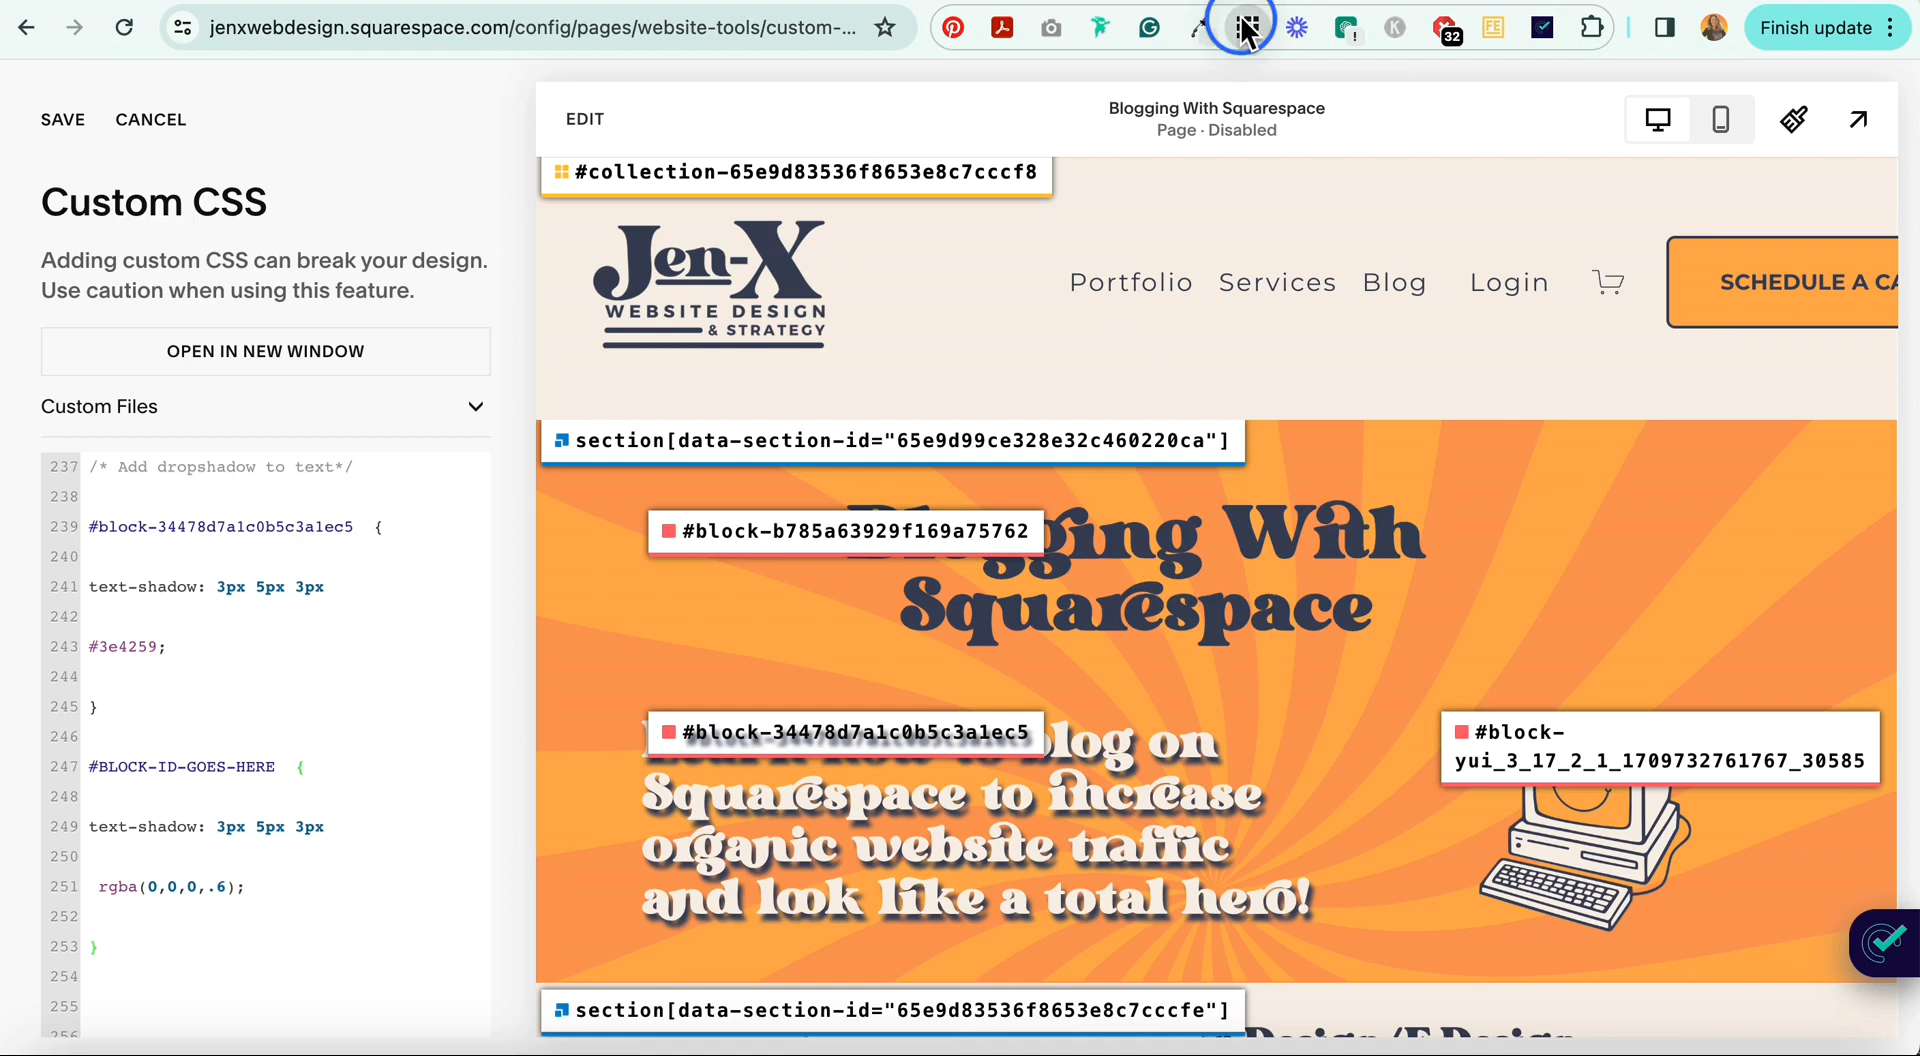 jenxwebdesign.squarespace.com/config/pages/website-tools/custom-...
32
FE
K
!
Finish update
SAVE CANCEL
Custom CSS
Adding custom CSS can break your design.
Use caution when using this feature.
OPEN IN NEW WINDOW
Custom Files
237 /* Add dropshadow to text*/
238
239 #block-34478d7a1c0b5c3a1ec5 {
240
241 text-shadow: 3px 5px 3px
242
243 #3e4259;
244
245 }
246
247 #BLOCK-ID-GOES-HERE {
248
249 text-shadow: 3px 5px 3px
250
251 rgba(0,0,0,.6);
252
253 }
254
255
256
EDIT
Blogging With Squarespace
Page · Disabled
#collection-65e9d83536f8653e8c7cccf8
Jen-X
WEBSITE DESIGN
& STRATEGY
Portfolio Services Blog Login
SCHEDULE A CA
section[data-section-id="65e9d99ce328e32c460220ca"]
#block-b785a63929f169a75762
Blogging With
Squarespace
#block-34478d7a1c0b5c3a1ec5
blog on
Squarespace to increase
organic website traffic
and look like a total hero!
#block-
yui_3_17_2_1_1709732761767_30585
section[data-section-id="65e9d83536f8653e8c7cccfe"]